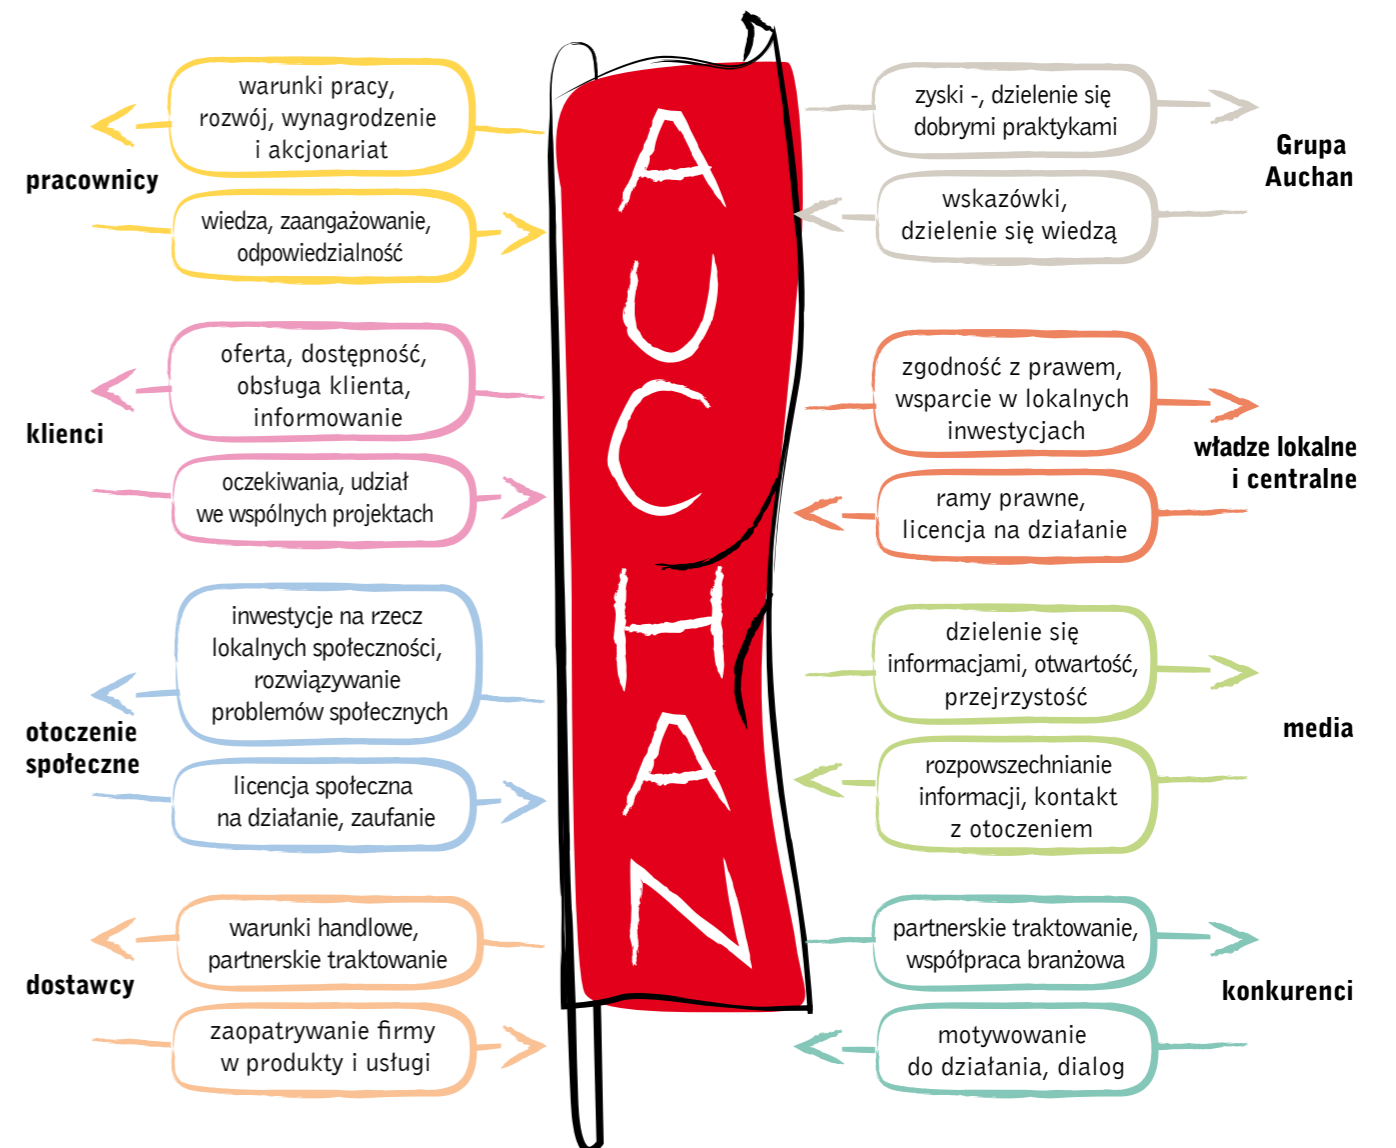 warunki pracy,
rozwój, wynagrodzenie
i akcjonariat
pracownicy
wiedza, zaangażowanie,
odpowiedzialność
oferta, dostępność,
obsługa klienta,
informowanie
klienci
oczekiwania, udział
we wspólnych projektach
inwestycje na rzecz
lokalnych społeczności,
rozwiązywanie
problemów społecznych
otoczenie
społeczne
licencja społeczna
na działanie, zaufanie
warunki handlowe,
partnerskie traktowanie
dostawcy
zaopatrywanie firmy
w produkty i usługi
AUCHAN
zyski -, dzielenie się
dobrymi praktykami
Grupa
Auchan
wskazówki,
dzielenie się wiedzą
zgodność z prawem,
wsparcie w lokalnych
inwestycjach
władze lokalne
i centralne
ramy prawne,
licencja na działanie
dzielenie się
informacjami, otwartość,
przejrzystość
media
rozpowszechnianie
informacji, kontakt
z otoczeniem
partnerskie traktowanie,
współpraca branżowa
konkurenci
motywowanie
do działania, dialog